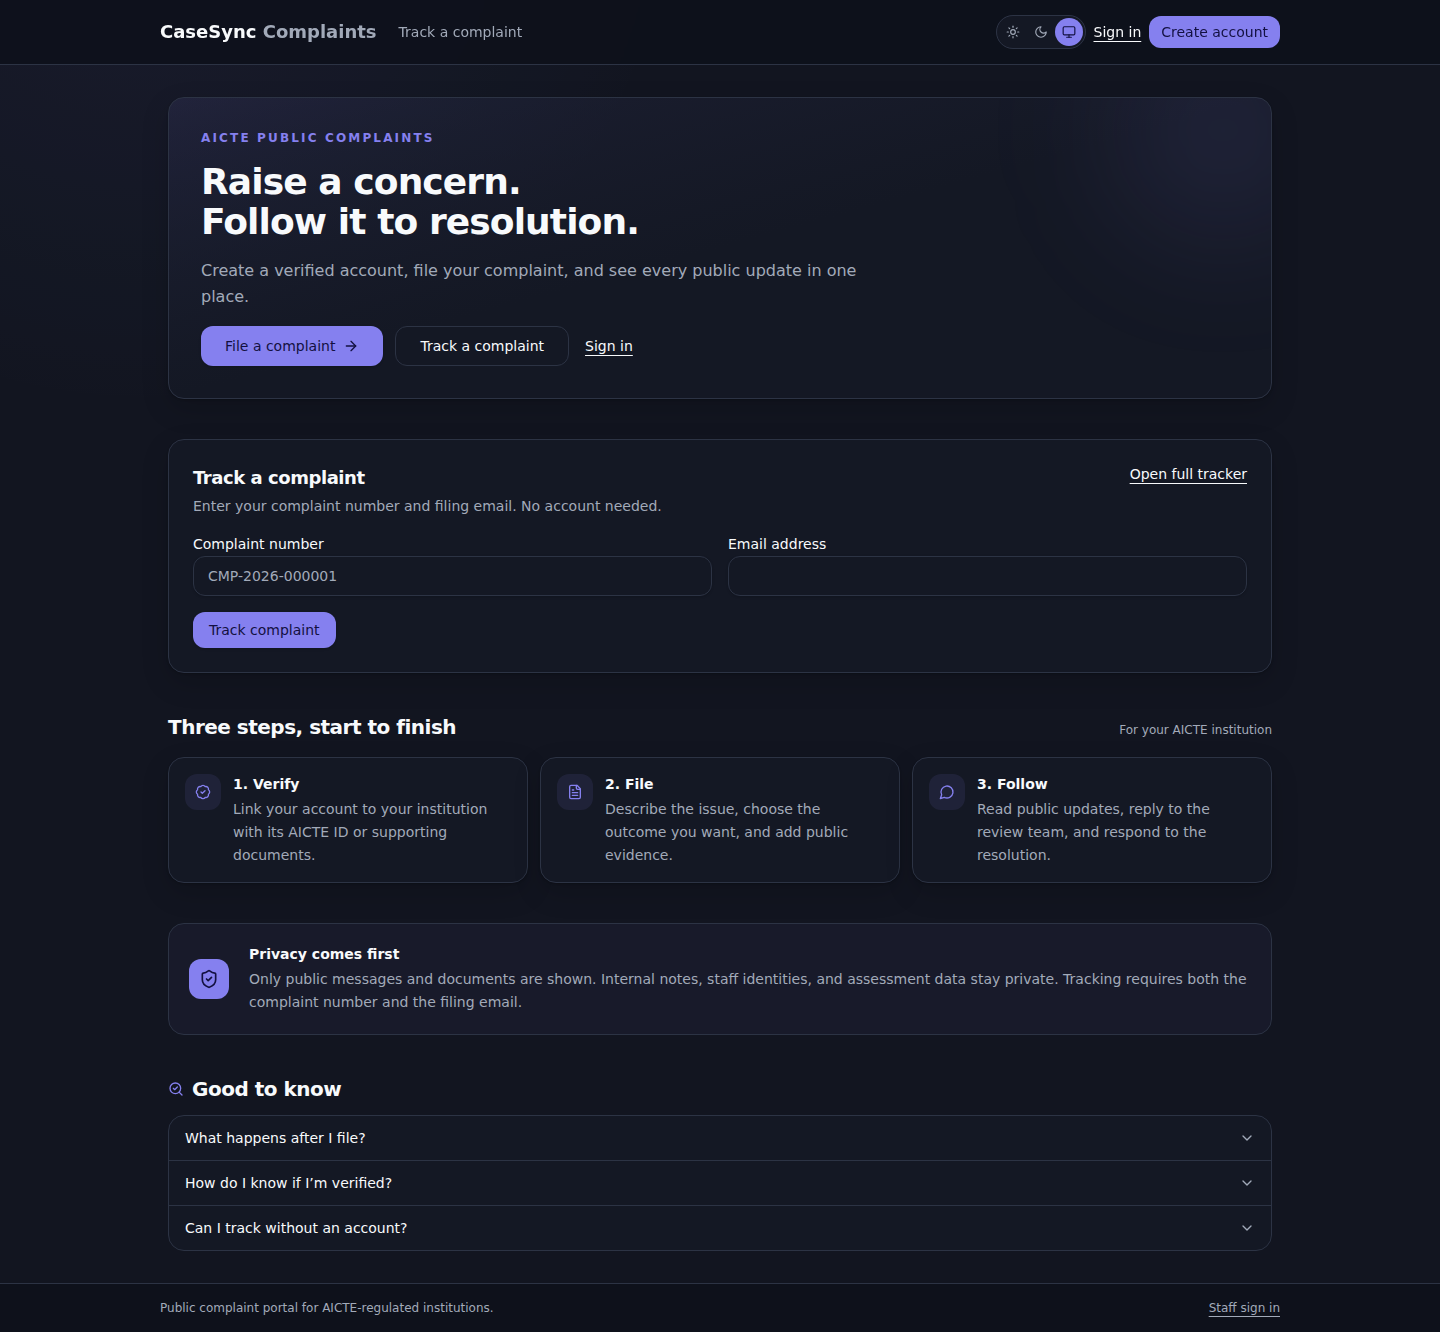 CaseSync Complaints
Track a complaint
Sign in
Create account
AICTE PUBLIC COMPLAINTS
Raise a concern.
Follow it to resolution.
Create a verified account, file your complaint, and see every public update in one
place.
File a complaint
Track a complaint
Sign in
Track a complaint
Open full tracker
Enter your complaint number and filing email. No account needed.
Complaint number
Email address
CMP-2026-000001
Track complaint
Three steps, start to finish
For your AICTE institution
1. Verify
Link your account to your institution
with its AICTE ID or supporting
documents.
2. File
Describe the issue, choose the
outcome you want, and add public
evidence.
3. Follow
Read public updates, reply to the
review team, and respond to the
resolution.
Privacy comes first
Only public messages and documents are shown. Internal notes, staff identities, and assessment data stay private. Tracking requires both the
complaint number and the filing email.
Good to know
What happens after I file?
How do I know if I’m verified?
Can I track without an account?
Public complaint portal for AICTE-regulated institutions.
Staff sign in